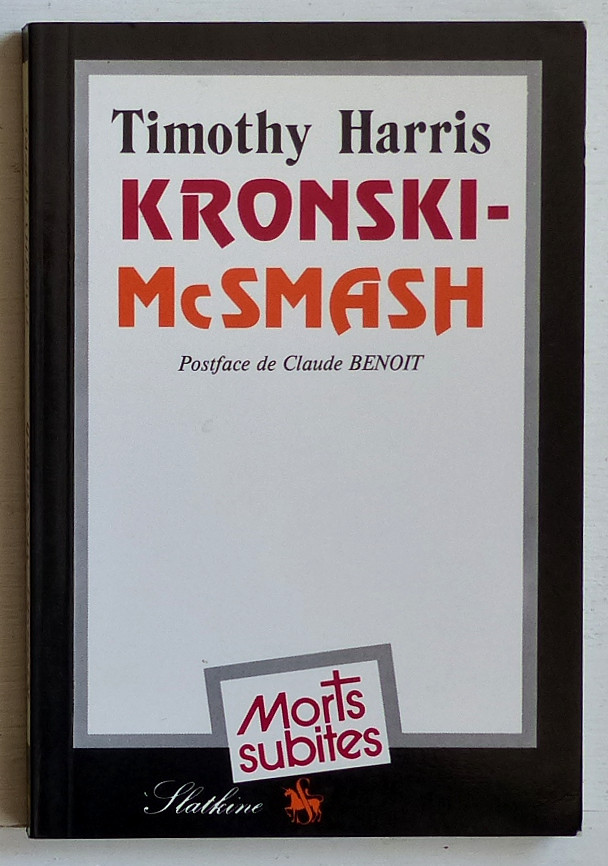 Timothy Harris
KRONSKI-
McSMASH
Postface de Claude BENOIT
Morts
subites
Slatkine